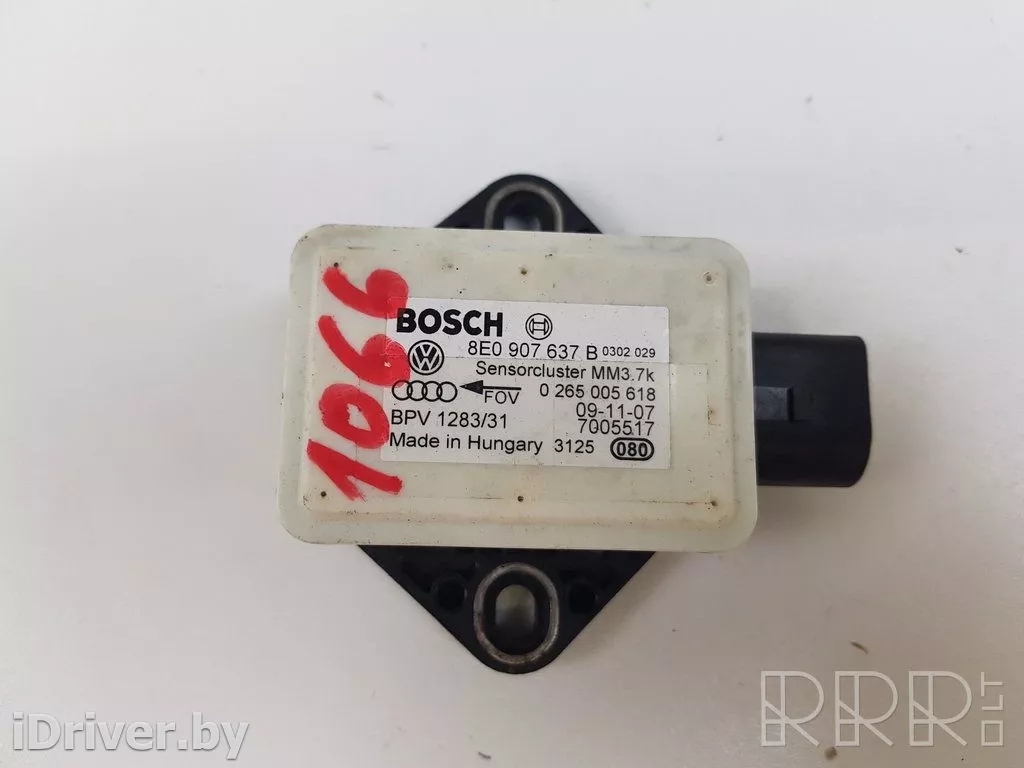 1066
BOSCH
8E0 907 637 B 0302 029
Sensorcluster MM3.7k
FOV 0 265 005 618
BPV 1283/31 09-11-07
7005517
Made in Hungary 3125 080
iDriver.by
RRR.LT